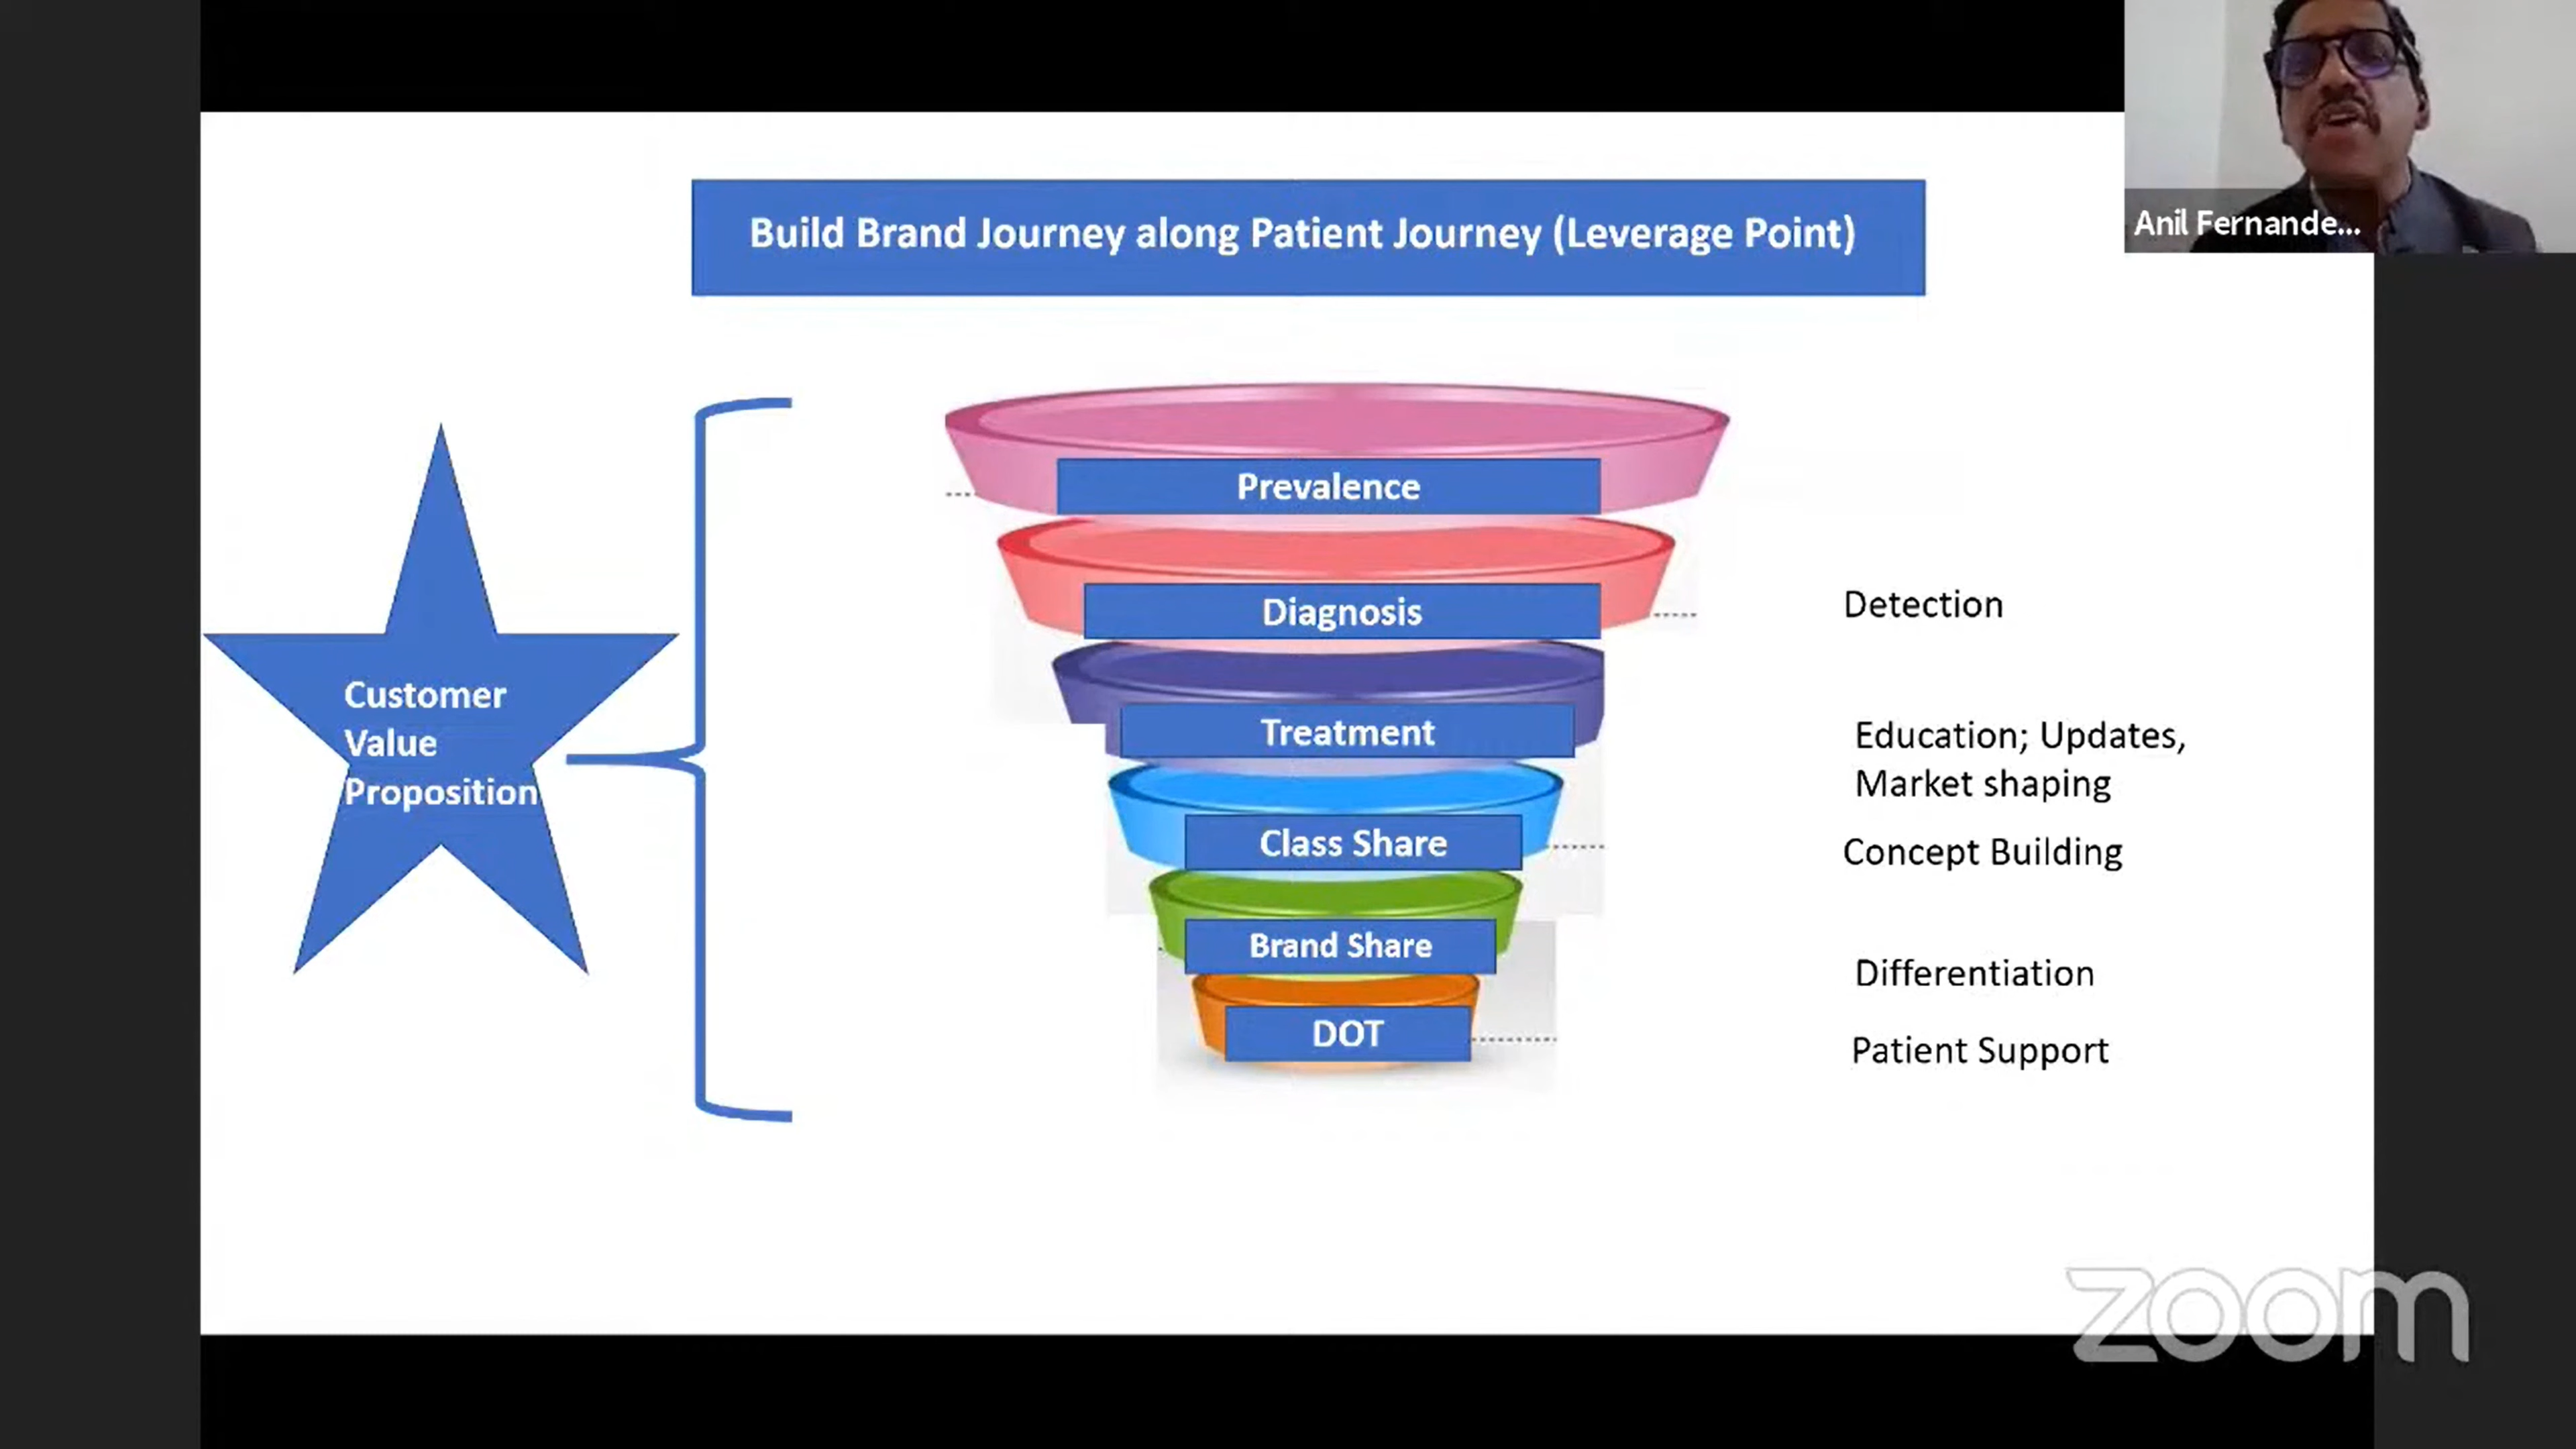 Anil Fernande...
Build Brand Journey along Patient Journey (Leverage Point)
Customer
Value
Proposition
Prevalence
Diagnosis
Detection
Treatment
Education; Updates,
Market shaping
Class Share
Concept Building
Brand Share
Differentiation
DOT
Patient Support
zoom